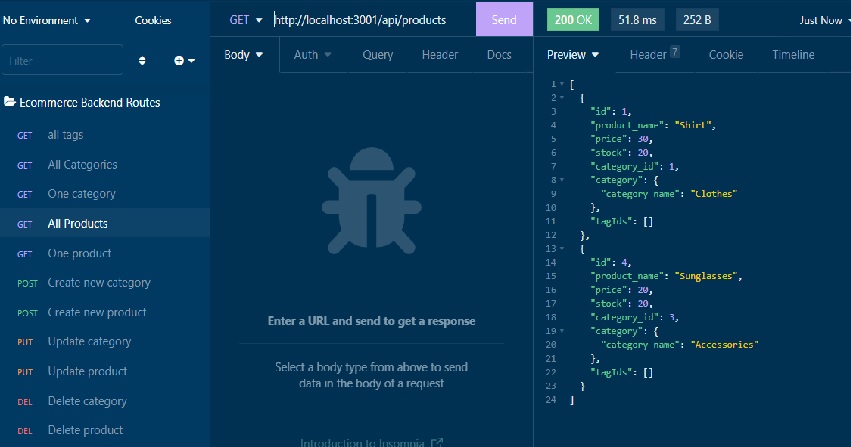 No Environment
Cookies
Filter
Ecommerce Backend Routes
GET all tags
GET All Categories
GET One category
GET All Products
GET One product
POST Create new category
POST Create new product
PUT Update category
PUT Update product
DEL Delete category
DEL Delete product
GET http://localhost:3001/api/products Send
Body Auth Query Header Docs
Enter a URL and send to get a response
Select a body type from above to send
data in the body of a request
Introduction to Insomnia
200 OK 51.8 ms 252 B Just Now
Preview Header 7 Cookie Timeline
1 [
2 {
3 "id": 1,
4 "product_name": "Shirt",
5 "price": 30,
6 "stock": 20,
7 "category_id": 1,
8 "category": {
9 "category_name": "Clothes"
10 },
11 "tagIds": []
12 },
13 {
14 "id": 4,
15 "product_name": "Sunglasses",
16 "price": 20,
17 "stock": 20,
18 "category_id": 3,
19 "category": {
20 "category_name": "Accessories"
21 },
22 "tagIds": []
23 }
24 ]